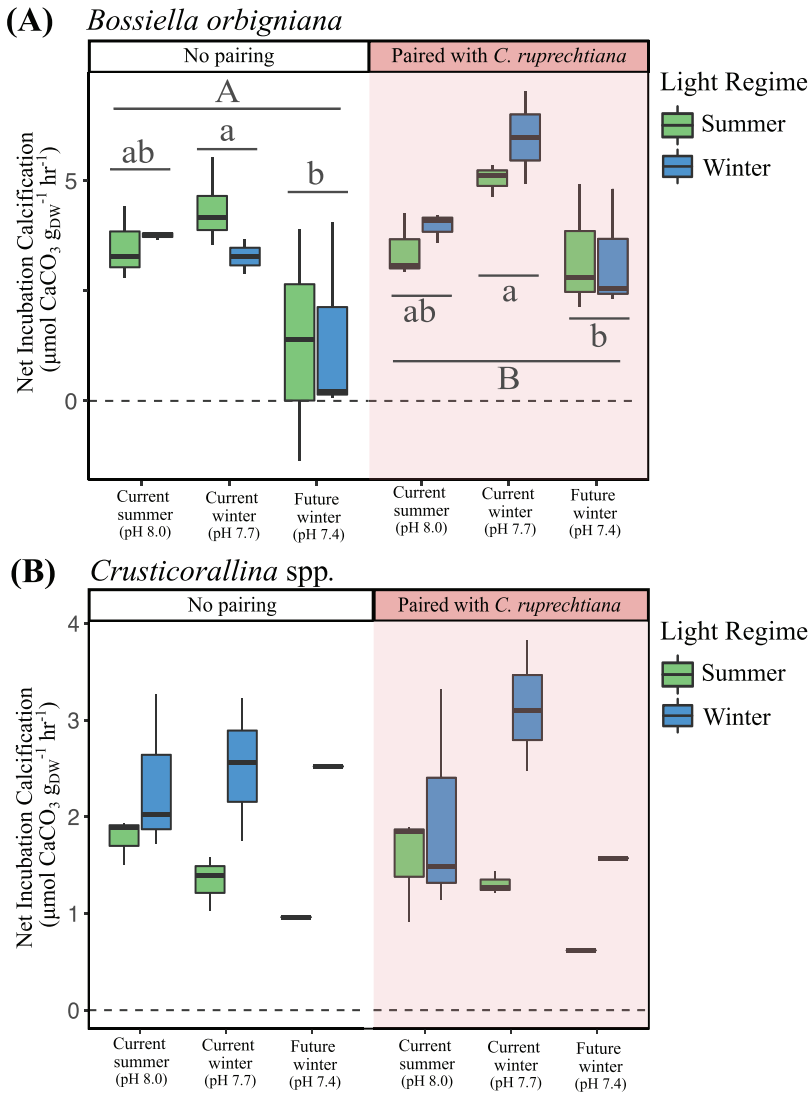 (A) Bossiella orbigniana
No pairing
Paired with C. ruprechtiana
Light Regime
Summer
Winter
Net Incubation Calcification
(μmol CaCO₃ g_DW⁻¹ hr⁻¹)
5
0
A
ab
a
b
ab
a
b
B
Current
summer
(pH 8.0)
Current
winter
(pH 7.7)
Future
winter
(pH 7.4)
Current
summer
(pH 8.0)
Current
winter
(pH 7.7)
Future
winter
(pH 7.4)
(B) Crusticorallina spp.
No pairing
Paired with C. ruprechtiana
Light Regime
Summer
Winter
Net Incubation Calcification
(μmol CaCO₃ g_DW⁻¹ hr⁻¹)
4
3
2
1
0
Current
summer
(pH 8.0)
Current
winter
(pH 7.7)
Future
winter
(pH 7.4)
Current
summer
(pH 8.0)
Current
winter
(pH 7.7)
Future
winter
(pH 7.4)